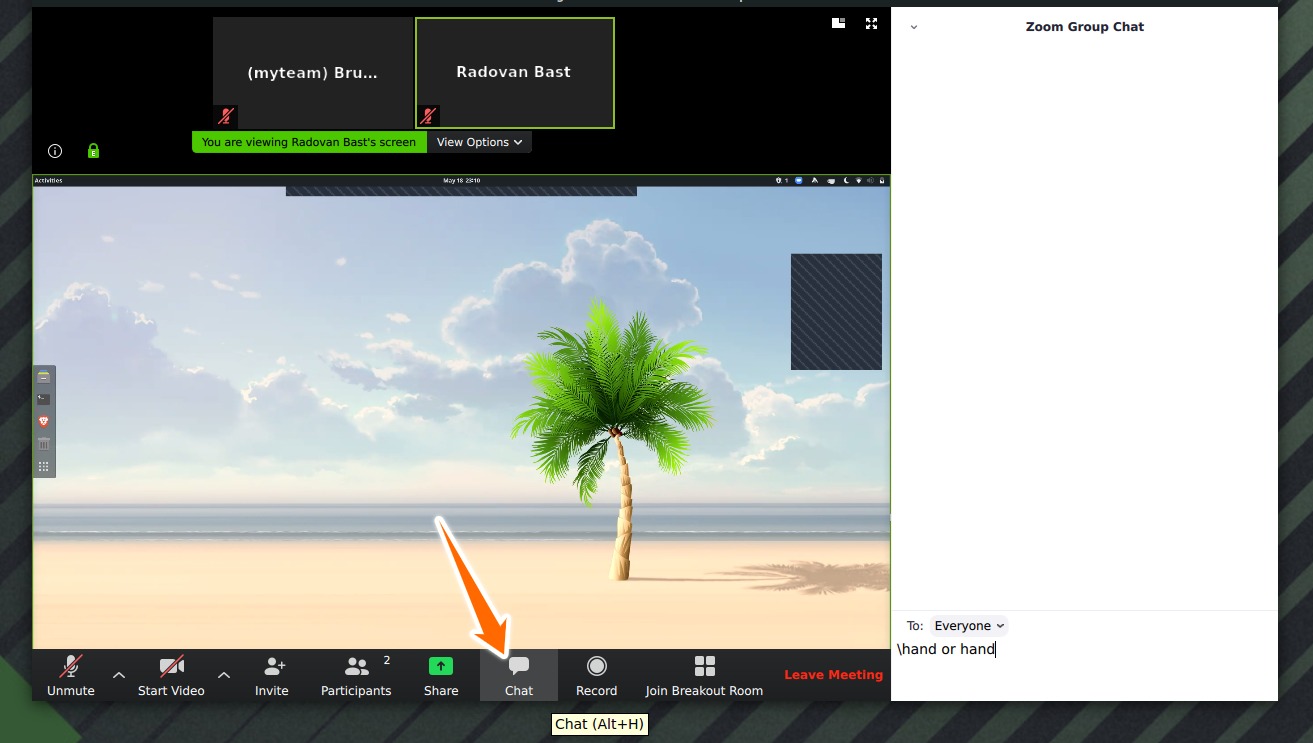 Zoom Group Chat
(myteam) Bru...
Radovan Bast
You are viewing Radovan Bast's screen
View Options
E
Activities
May 18 23:10
1
To: Everyone
\hand or hand
2
Unmute
Start Video
Invite
Participants
Share
Chat
Record
Join Breakout Room
Leave Meeting
Chat (Alt+H)